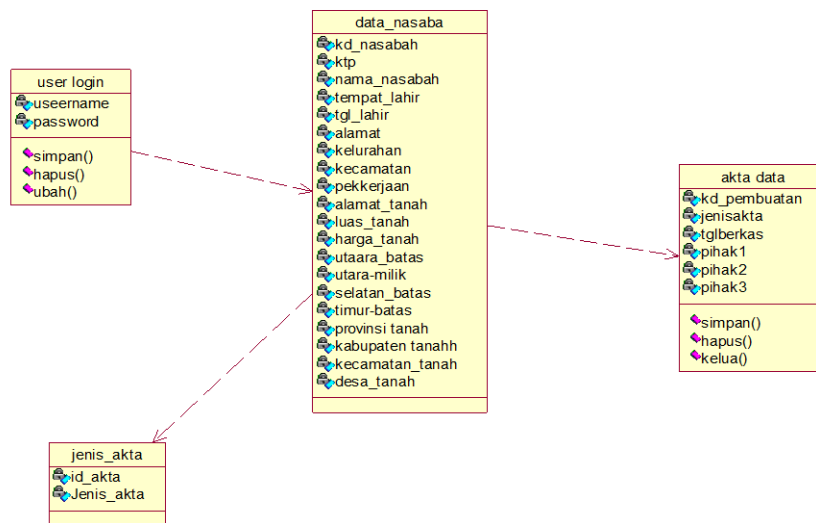 user login
useername
password
simpan()
hapus()
ubah()
data_nasaba
kd_nasabah
ktp
nama_nasabah
tempat_lahir
tgl_lahir
alamat
kelurahan
kecamatan
pekkerjaan
alamat_tanah
luas_tanah
harga_tanah
utaara_batas
utara-milik
selatan_batas
timur-batas
provinsi tanah
kabupaten tanahh
kecamatan_tanah
desa_tanah
akta data
kd_pembuatan
jenisakta
tglberkas
pihak1
pihak2
pihak3
simpan()
hapus()
kelua()
jenis_akta
id_akta
Jenis_akta